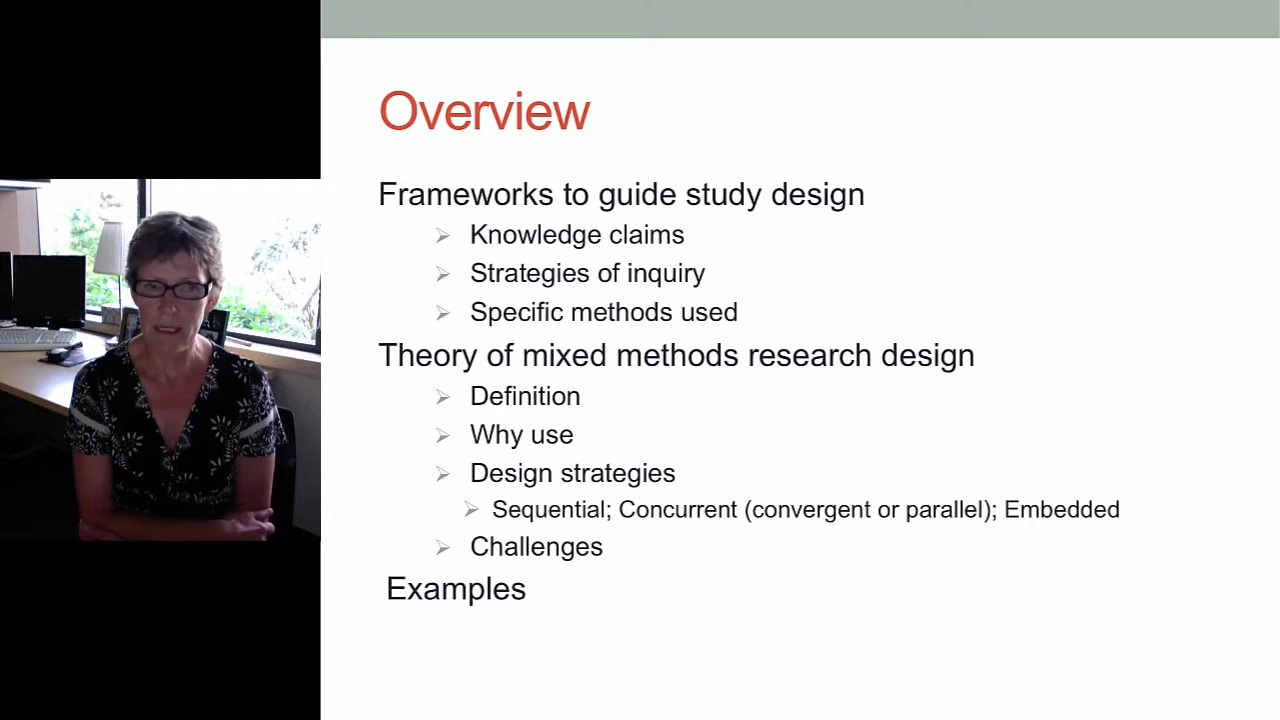 Overview
Frameworks to guide study design
Knowledge claims
Strategies of inquiry
Specific methods used
Theory of mixed methods research design
Definition
Why use
Design strategies
Sequential; Concurrent (convergent or parallel); Embedded
Challenges
Examples